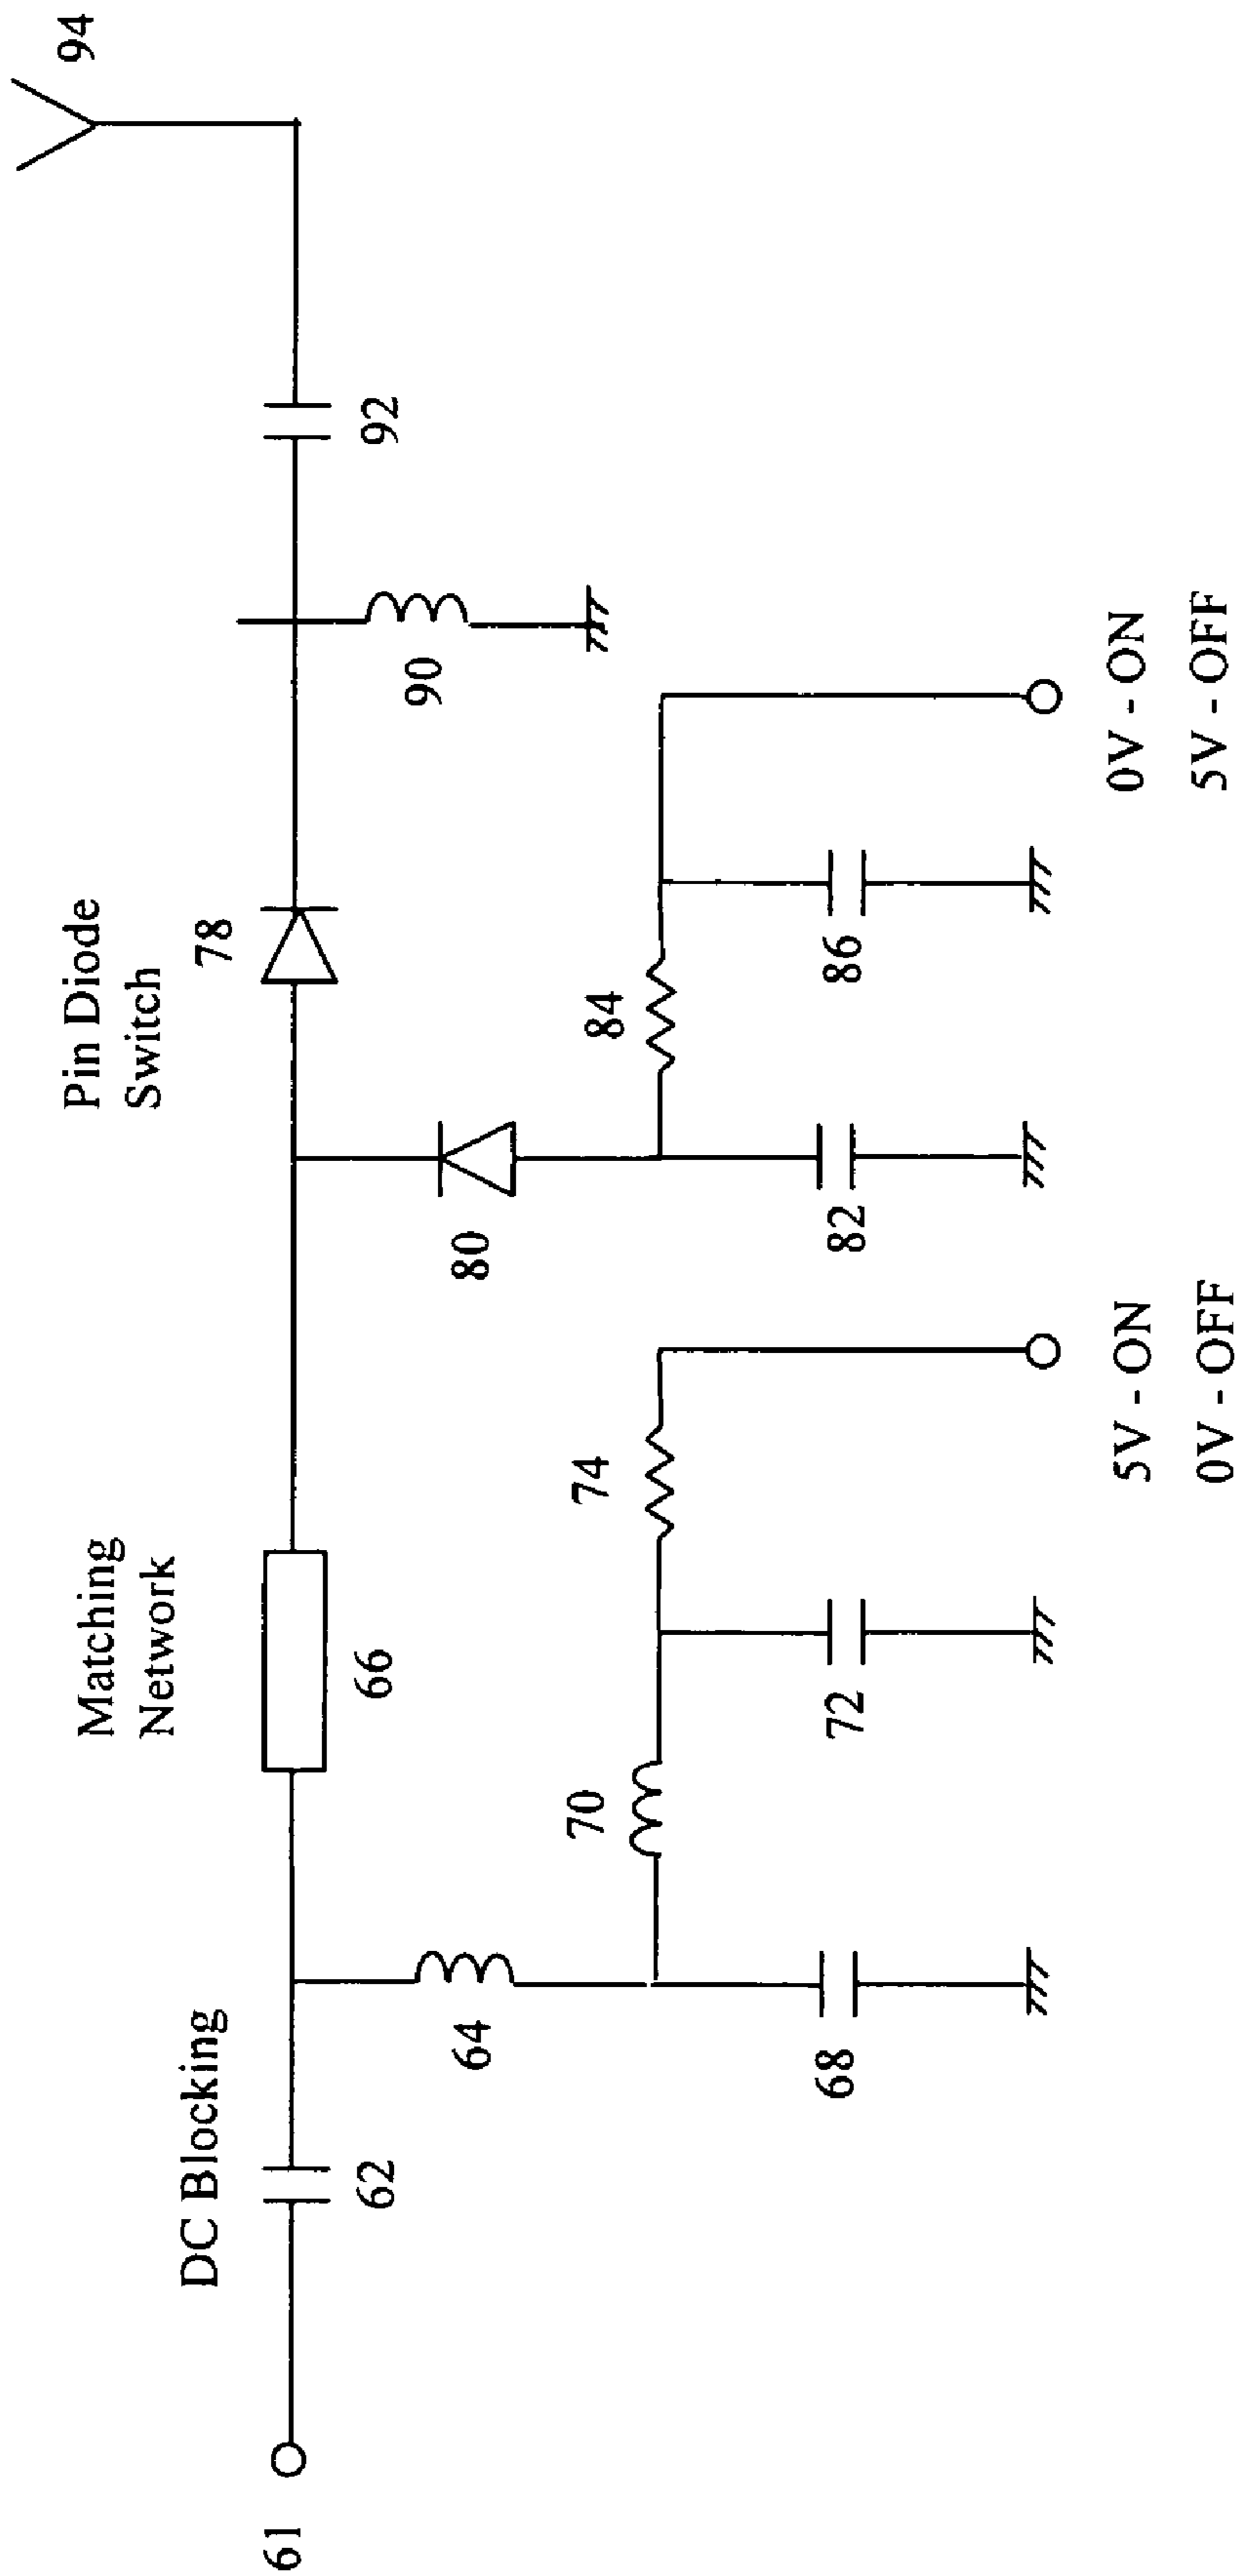 94
Pin Diode
Switch
Matching
Network
DC Blocking
78
92
66
62
61
90
80
64
84
74
70
86
82
72
68
0V - ON
5V - OFF
5V - ON
0V - OFF